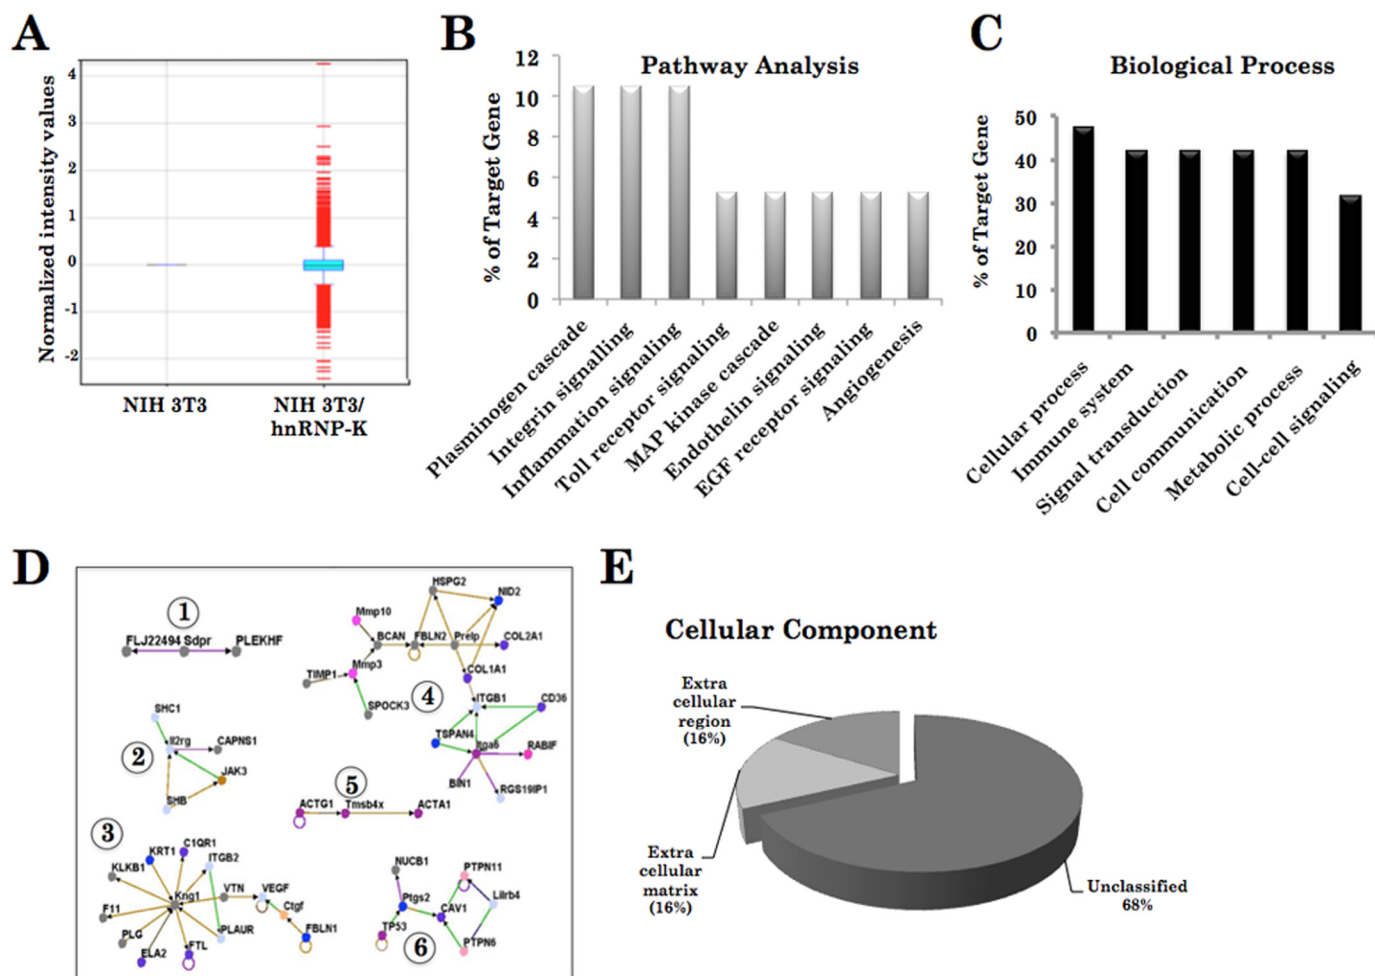 A
Normalized intensity values
4
3
2
1
0
-1
-2
NIH 3T3
NIH 3T3/
hnRNP-K
B
Pathway Analysis
% of Target Gene
12
10
8
6
4
2
0
Plasminogen cascade
Integrin signalling
Inflammation signaling
Toll receptor signaling
MAP kinase cascade
Endothelin signaling
EGF receptor signaling
Angiogenesis
C
Biological Process
% of Target Gene
50
40
30
20
10
0
Cellular process
Immune system
Signal transduction
Cell communication
Metabolic process
Cell-cell signaling
D
1
FLJ22494 Sdpr PLEKHF
2
SHC1
Il2rg
CAPNS1
JAK3
SHB
3
KRT1
C1QR1
ITGB2
KLKB1
Kng1
VTN
VEGF
Ctgf
F11
PLG
ELA2
FTL
PLAUR
FBLN1
4
HSPG2
NID2
Mmp10
BCAN
FBLN2
Prelp
COL2A1
TIMP1
Mmp3
COL1A1
SPOCK3
ITGB1
CD36
TSPAN4
Itga6
RABIF
BIN1
RGS19IP1
5
ACTG1
Tmsb4x
ACTA1
6
NUCB1
PTPN11
Ptgs2
CAV1
Lilrb4
TP53
PTPN6
E
Cellular Component
Extra
cellular
region
(16%)
Extra
cellular
matrix
(16%)
Unclassified
68%